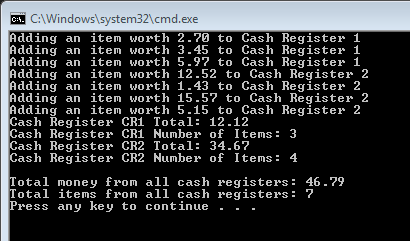 C:\Windows\system32\cmd.exe
Adding an item worth 2.70 to Cash Register 1
Adding an item worth 3.45 to Cash Register 1
Adding an item worth 5.97 to Cash Register 1
Adding an item worth 12.52 to Cash Register 2
Adding an item worth 1.43 to Cash Register 2
Adding an item worth 15.57 to Cash Register 2
Adding an item worth 5.15 to Cash Register 2
Cash Register CR1 Total: 12.12
Cash Register CR1 Number of Items: 3
Cash Register CR2 Total: 34.67
Cash Register CR2 Number of Items: 4
Total money from all cash registers: 46.79
Total items from all cash registers: 7
Press any key to continue . . .